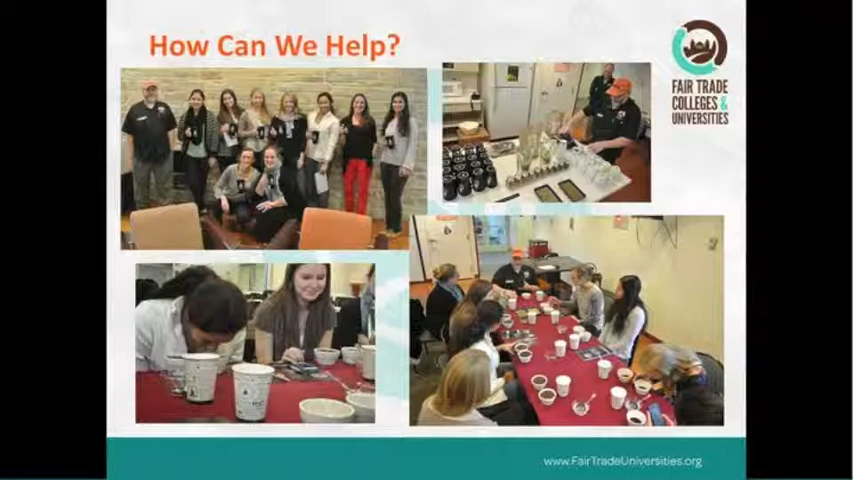 How Can We Help?
FAIR TRADE
COLLEGES &
UNIVERSITIES
www.FairTradeUniversities.org